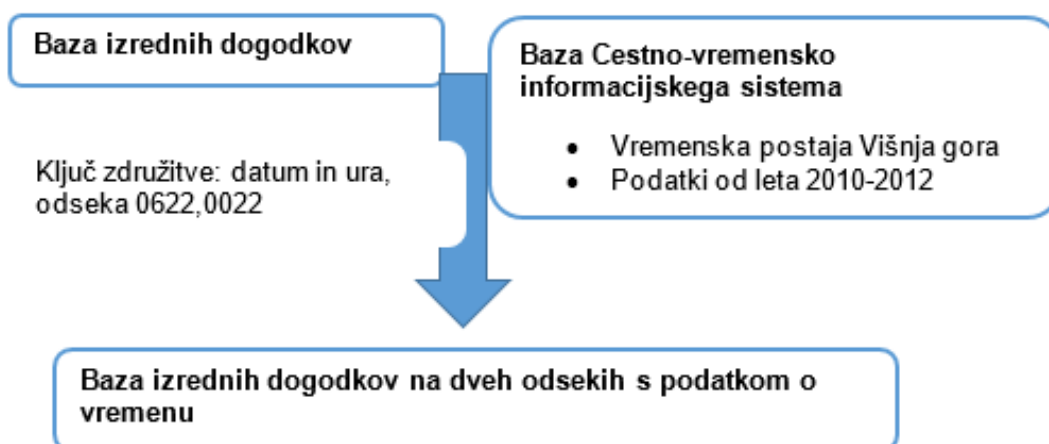 Baza izrednih dogodkov
Baza Cestno-vremensko
informacijskega sistema
• Vremenska postaja Višnja gora
• Podatki od leta 2010-2012
Ključ združitve: datum in ura,
odseka 0622,0022
Baza izrednih dogodkov na dveh odsekih s podatkom o
vremenu